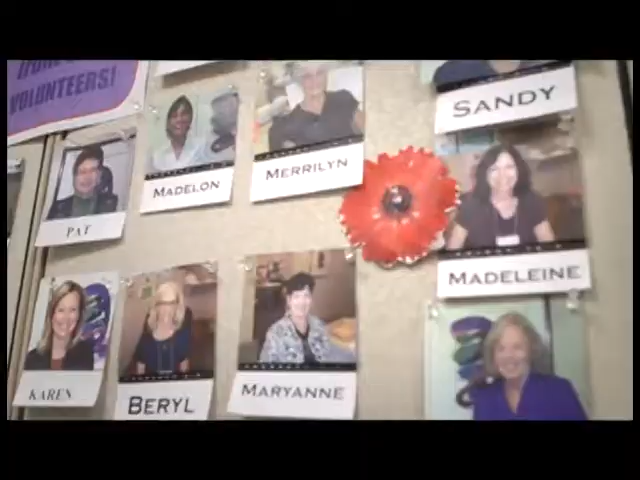 VOLUNTEERS!
SANDY
MADELON
MERRILYN
PAT
MADELEINE
KAREN
BERYL
MARYANNE